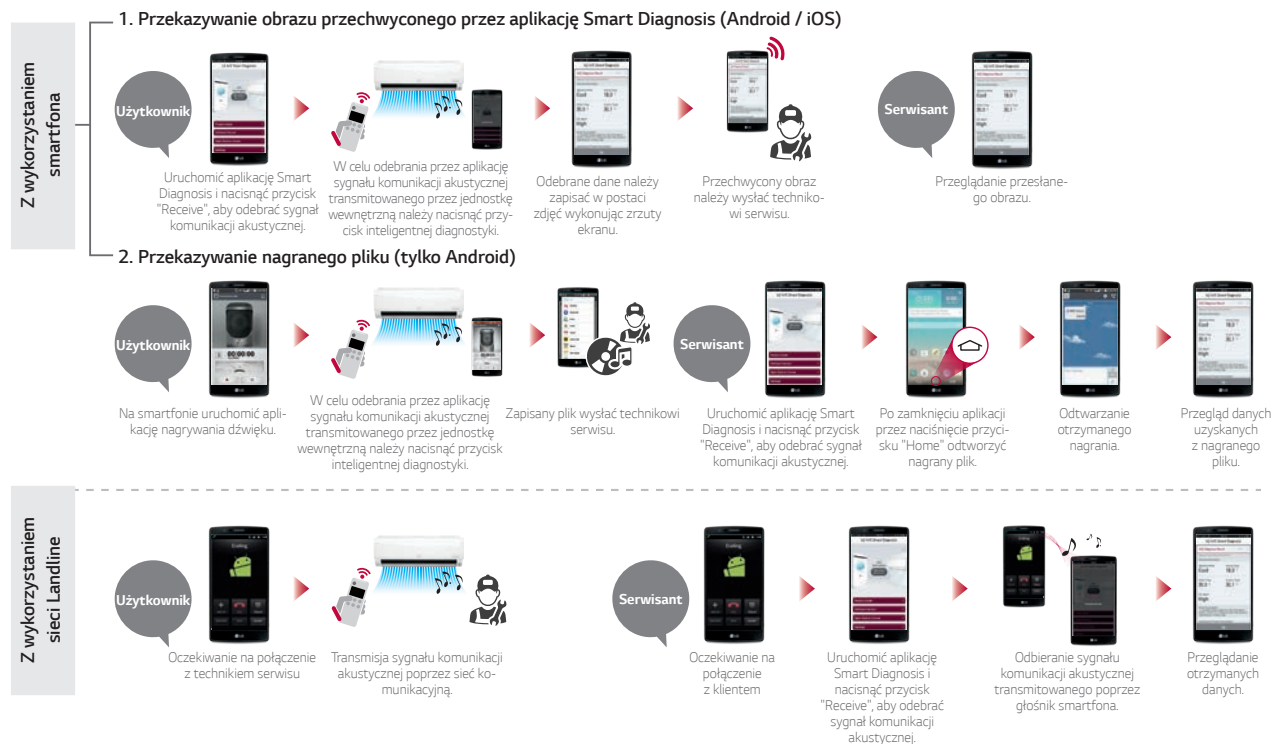 Z wykorzystaniem
smartfona
1. Przekazywanie obrazu przechwyconego przez aplikację Smart Diagnosis (Android / iOS)
Użytkownik
Uruchomić aplikację Smart
Diagnosis i nacisnąć przycisk
"Receive", aby odebrać sygnał
komunikacji akustycznej.
W celu odebrania przez aplikację
sygnału komunikacji akustycznej
transmitowanego przez jednostkę
wewnętrzną należy nacisnąć przy-
cisk inteligentnej diagnostyki.
Odebrane dane należy
zapisać w postaci
zdjęć wykonując zrzuty
ekranu.
Przechwycony obraz
należy wysłać techniko-
wi serwisu.
Serwisant
Przeglądanie przesłane-
go obrazu.
2. Przekazywanie nagranego pliku (tylko Android)
Użytkownik
00:00:00
Na smartfonie uruchomić apli-
kację nagrywania dźwięku.
W celu odebrania przez aplikację
sygnału komunikacji akustycznej
transmitowanego przez jednostkę
wewnętrzną należy nacisnąć przycisk
inteligentnej diagnostyki.
Zapisany plik wysłać technikowi
serwisu.
Serwisant
Uruchomić aplikację Smart
Diagnosis i nacisnąć przycisk
"Receive", aby odebrać sygnał
komunikacji akustycznej.
Po zamknięciu aplikacji
przez naciśnięcie przyci-
sku "Home" odtworzyć
nagrany plik.
Odtwarzanie
otrzymanego
nagrania.
Przegląd danych
uzyskanych
z nagranego
pliku.
Z wykorzystaniem
sieci Landline
Użytkownik
Oczekiwanie na połączenie
z technikiem serwisu
Transmisja sygnału komunikacji
akustycznej poprzez sieć ko-
munikacyjną.
Serwisant
Oczekiwanie na
połączenie
z klientem
Uruchomić aplikację
Smart Diagnosis i
nacisnąć przycisk
"Receive", aby odebrać
sygnał komunikacji
akustycznej.
Odbieranie sygnału
komunikacji akustycznej
transmitowanego poprzez
głośnik smartfona.
Przeglądanie
otrzymanych
danych.